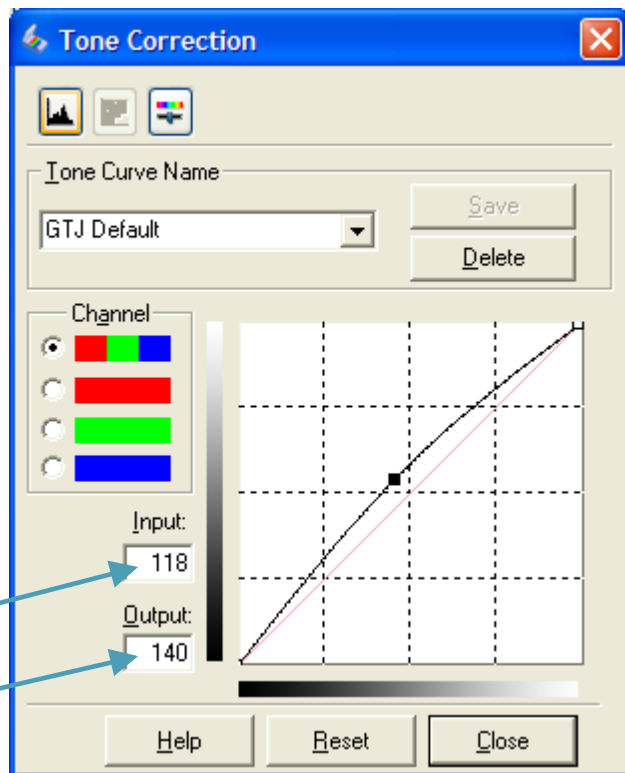 Tone Correction
Tone Curve Name
Save
GTJ Default
Delete
Channel
Input:
118
Output:
140
Help
Reset
Close